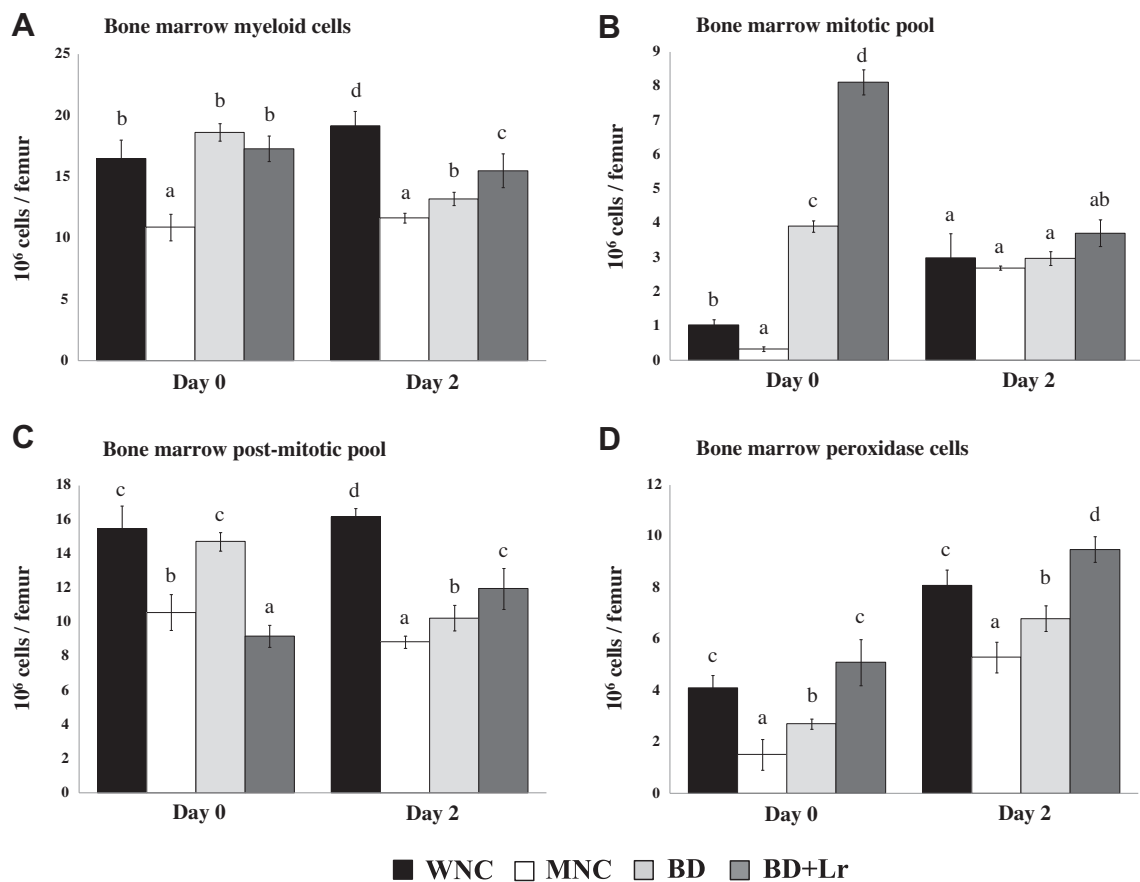 A Bone marrow myeloid cells
10⁶ cells / femur
25
20
15
10
5
0
b a b b d a b c
Day 0 Day 2
B Bone marrow mitotic pool
10⁶ cells / femur
9
8
7
6
5
4
3
2
1
0
b a c d a a a ab
Day 0 Day 2
C Bone marrow post-mitotic pool
10⁶ cells / femur
18
16
14
12
10
8
6
4
2
0
c b c a d a b c
Day 0 Day 2
D Bone marrow peroxidase cells
10⁶ cells / femur
12
10
8
6
4
2
0
c a b c c a b d
Day 0 Day 2
WNC MNC BD BD+Lr